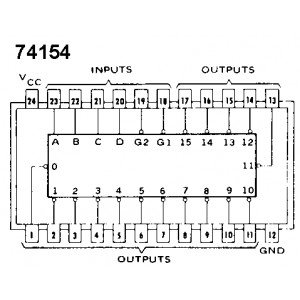 74154
VCC INPUTS OUTPUTS
24 23 22 21 20 19 18 17 16 15 14 13
A B C D G2 G1 15 14 13 12
0 11
1 2 3 4 5 6 7 8 9 10
1 2 3 4 5 6 7 8 9 10 11 12
OUTPUTS GND